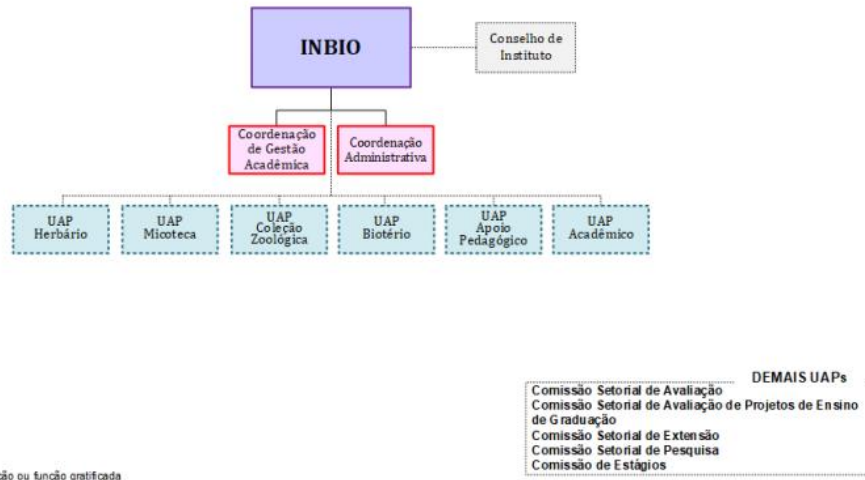 INBIO
Conselho de
Instituto
Coordenação
de Gestão
Acadêmica
Coordenação
Administrativa
UAP
Herbário
UAP
Micoteca
UAP
Coleção
Zoológica
UAP
Biotério
UAP
Apoio
Pedagógico
UAP
Acadêmico
DEMAIS UAPs
Comissão Setorial de Avaliação
Comissão Setorial de Avaliação de Projetos de Ensino
de Graduação
Comissão Setorial de Extensão
Comissão Setorial de Pesquisa
Comissão de Estágios
ção ou função gratificada